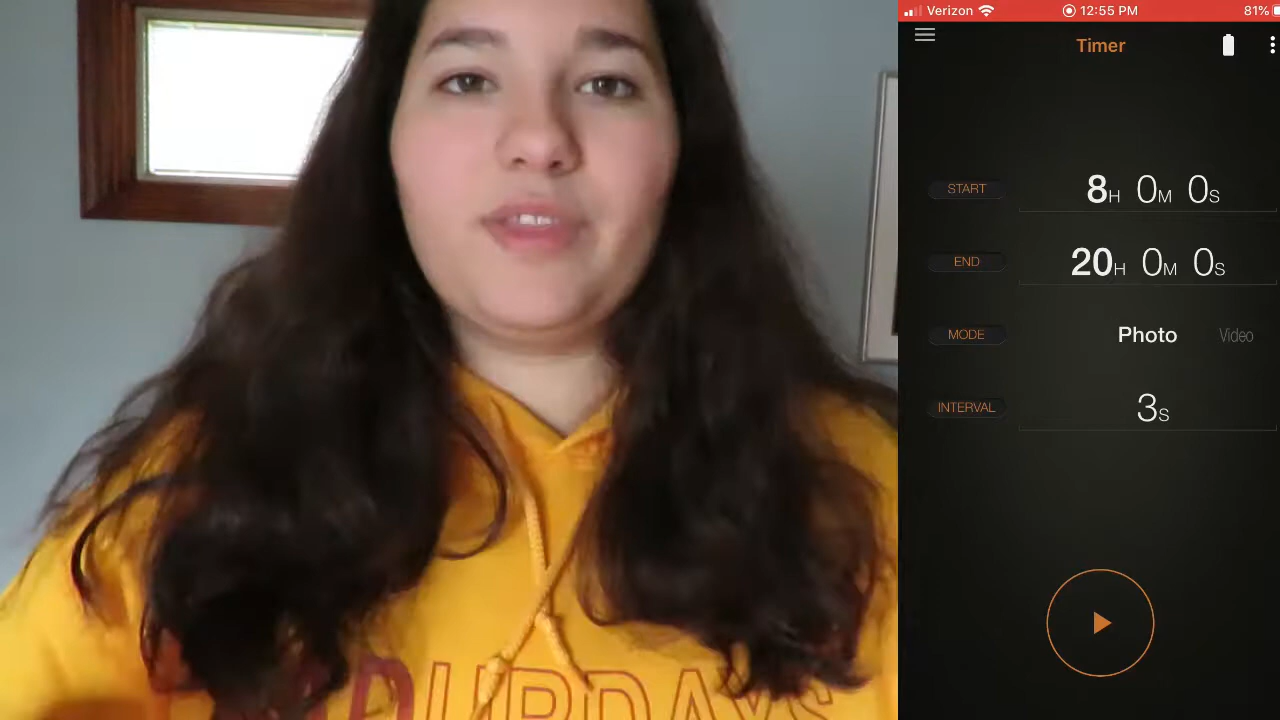 Verizon 12:55 PM 81%
Timer
START 8H 0M 0S
END 20H 0M 0S
MODE Photo Video
INTERVAL 3S